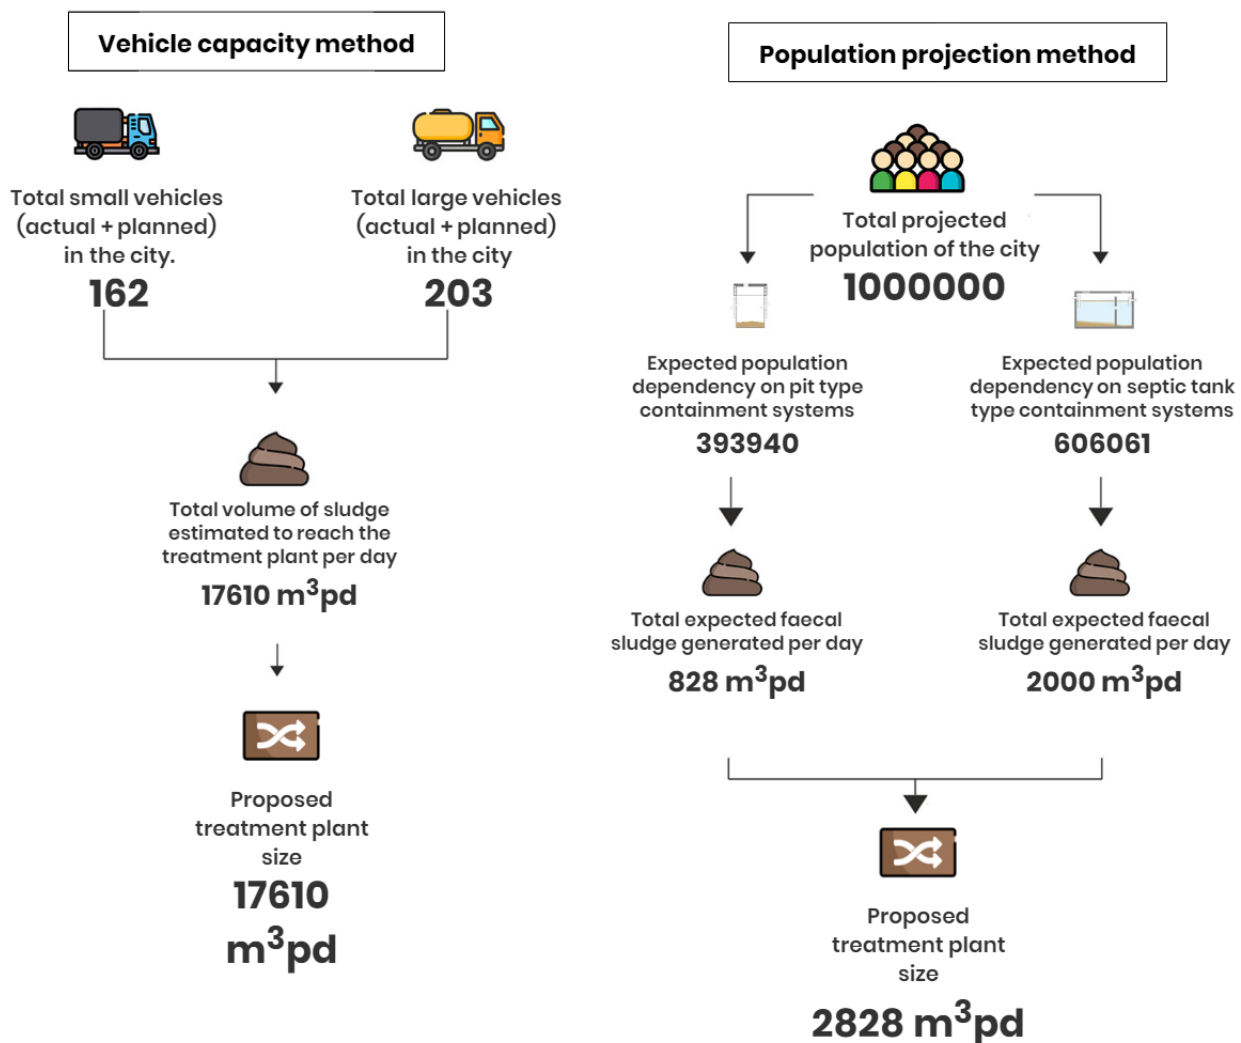 Vehicle capacity method
Total small vehicles
(actual + planned)
in the city.
162
Total large vehicles
(actual + planned)
in the city
203
Total volume of sludge
estimated to reach the
treatment plant per day
17610 m³pd
Proposed
treatment plant
size
17610
m³pd
Population projection method
Total projected
population of the city
1000000
Expected population
dependency on pit type
containment systems
393940
Expected population
dependency on septic tank
type containment systems
606061
Total expected faecal
sludge generated per day
828 m³pd
Total expected faecal
sludge generated per day
2000 m³pd
Proposed
treatment plant
size
2828 m³pd